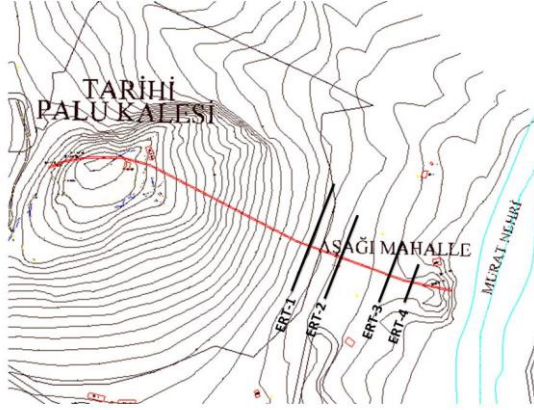 TARİHİ
PALU KALESİ
AŞAĞI MAHALLE
MURAT NEHRİ
ERT-1
ERT-2
ERT-3
ERT-4